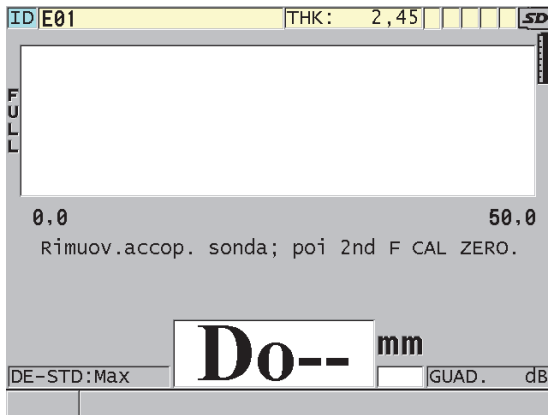 ID E01 THK: 2,45 SD
FULL
0.0 50.0
Rimuov.accop. sonda; poi 2nd F CAL ZERO.
Do-- mm
DE-STD:Max GUAD. dB